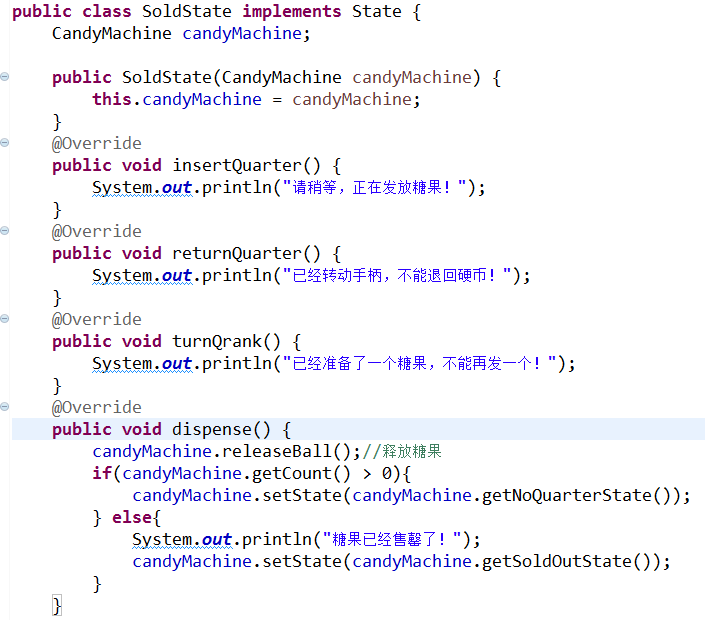 public class SoldState implements State {
    CandyMachine candyMachine;

    public SoldState(CandyMachine candyMachine) {
        this.candyMachine = candyMachine;
    }
    @Override
    public void insertQuarter() {
        System.out.println("请稍等，正在发放糖果！");
    }
    @Override
    public void returnQuarter() {
        System.out.println("已经转动手柄，不能退回硬币！");
    }
    @Override
    public void turnQrank() {
        System.out.println("已经准备了一个糖果，不能再发一个！");
    }
    @Override
    public void dispense() {
        candyMachine.releaseBall();//释放糖果
        if(candyMachine.getCount() > 0){
            candyMachine.setState(candyMachine.getNoQuarterState());
        } else{
            System.out.println("糖果已经售罄了！");
            candyMachine.setState(candyMachine.getSoldOutState());
        }
    }